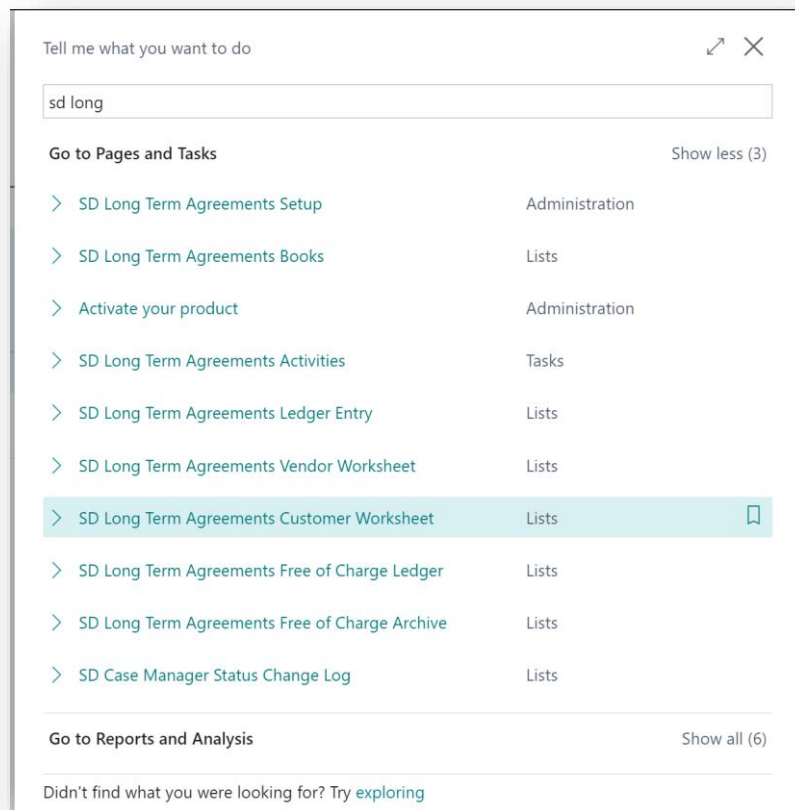 Tell me what you want to do
sd long
Go to Pages and Tasks Show less (3)
SD Long Term Agreements Setup Administration
SD Long Term Agreements Books Lists
Activate your product Administration
SD Long Term Agreements Activities Tasks
SD Long Term Agreements Ledger Entry Lists
SD Long Term Agreements Vendor Worksheet Lists
SD Long Term Agreements Customer Worksheet Lists
SD Long Term Agreements Free of Charge Ledger Lists
SD Long Term Agreements Free of Charge Archive Lists
SD Case Manager Status Change Log Lists
Go to Reports and Analysis Show all (6)
Didn't find what you were looking for? Try exploring